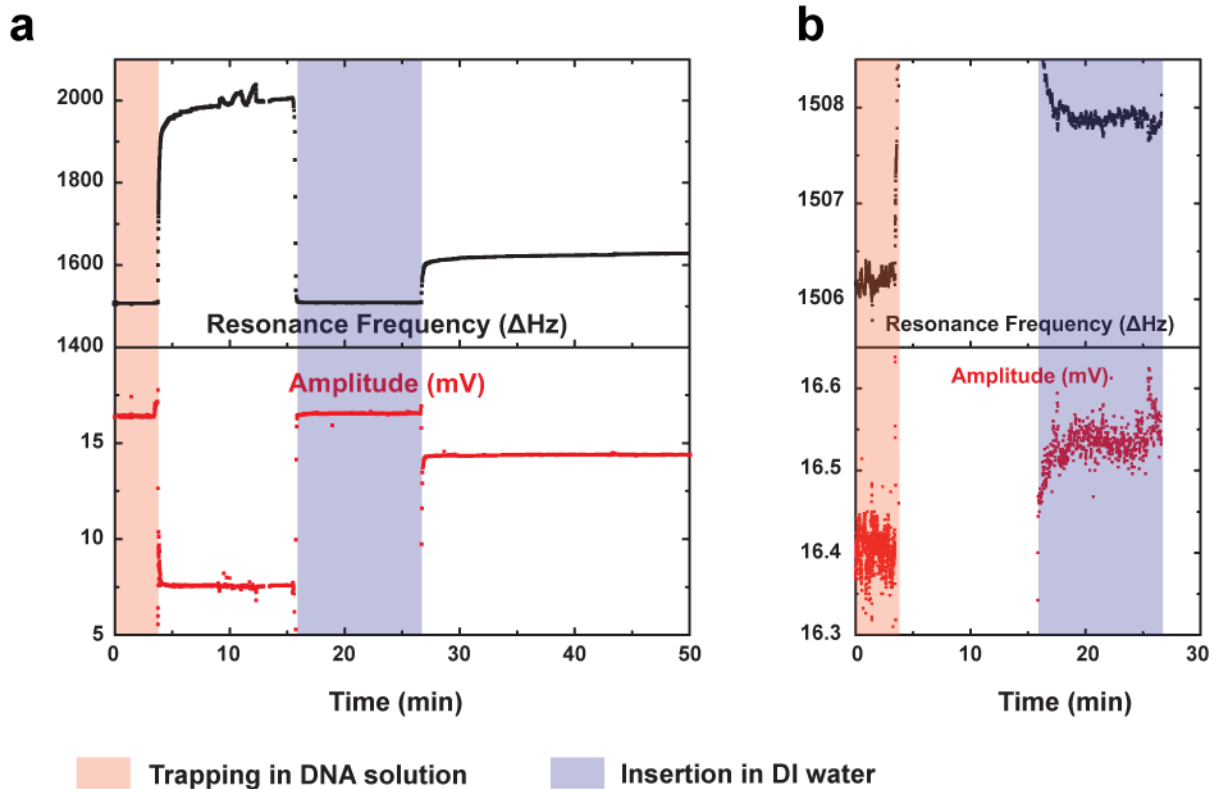 a
2000
1800
1600
1400
Resonance Frequency (ΔHz)
Amplitude (mV)
15
10
5
0
10
20
30
40
50
Time (min)
b
1508
1507
1506
Resonance Frequency (ΔHz)
Amplitude (mV)
16.6
16.5
16.4
16.3
0
10
20
30
Time (min)
Trapping in DNA solution
Insertion in DI water